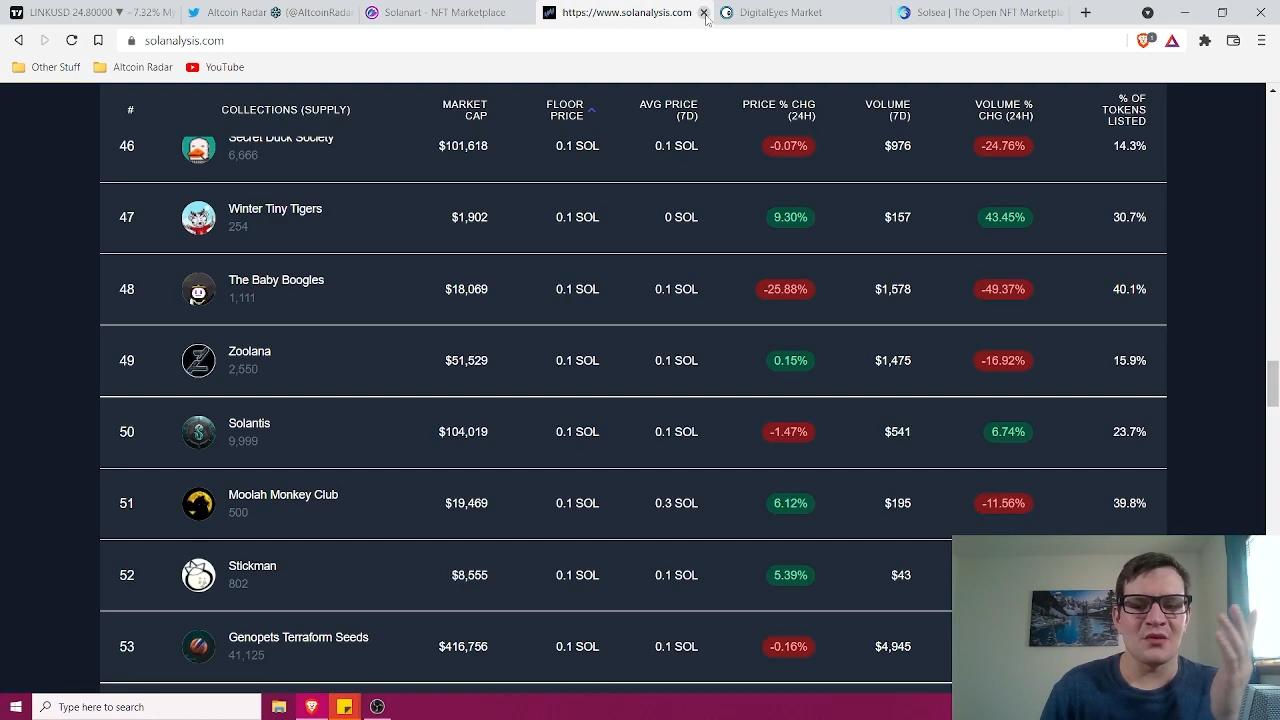 LINKUSD 24.80000 ▼ −7.32% My
Altcoin Radar (@AltcoinRadar
Solanart - NFT Marketplace
https://www.solanalysis.com
DigitalEyes Market
Solsea | The Open NFT Marketpla
solanalysis.com
1
Other Stuff
Altcoin Radar
YouTube
# COLLECTIONS (SUPPLY) MARKET CAP FLOOR PRICE AVG PRICE (7D) PRICE % CHG (24H) VOLUME (7D) VOLUME % CHG (24H) % OF TOKENS LISTED
46 Secret Duck Society $101,618 0.1 SOL 0.1 SOL -0.07% $976 -24.76% 14.3%
6,666
47 Winter Tiny Tigers $1,902 0.1 SOL 0 SOL 9.30% $157 43.45% 30.7%
254
48 The Baby Boogles $18,069 0.1 SOL 0.1 SOL -25.88% $1,578 -49.37% 40.1%
1,111
49 Zoolana $51,529 0.1 SOL 0.1 SOL 0.15% $1,475 -16.92% 15.9%
2,550
50 Solantis $104,019 0.1 SOL 0.1 SOL -1.47% $541 6.74% 23.7%
9,999
51 Moolah Monkey Club $19,469 0.1 SOL 0.3 SOL 6.12% $195 -11.56% 39.8%
500
52 Stickman $8,555 0.1 SOL 0.1 SOL 5.39% $43
802
53 Genopets Terraform Seeds $416,756 0.1 SOL 0.1 SOL -0.16% $4,945
41,125
Type here to search